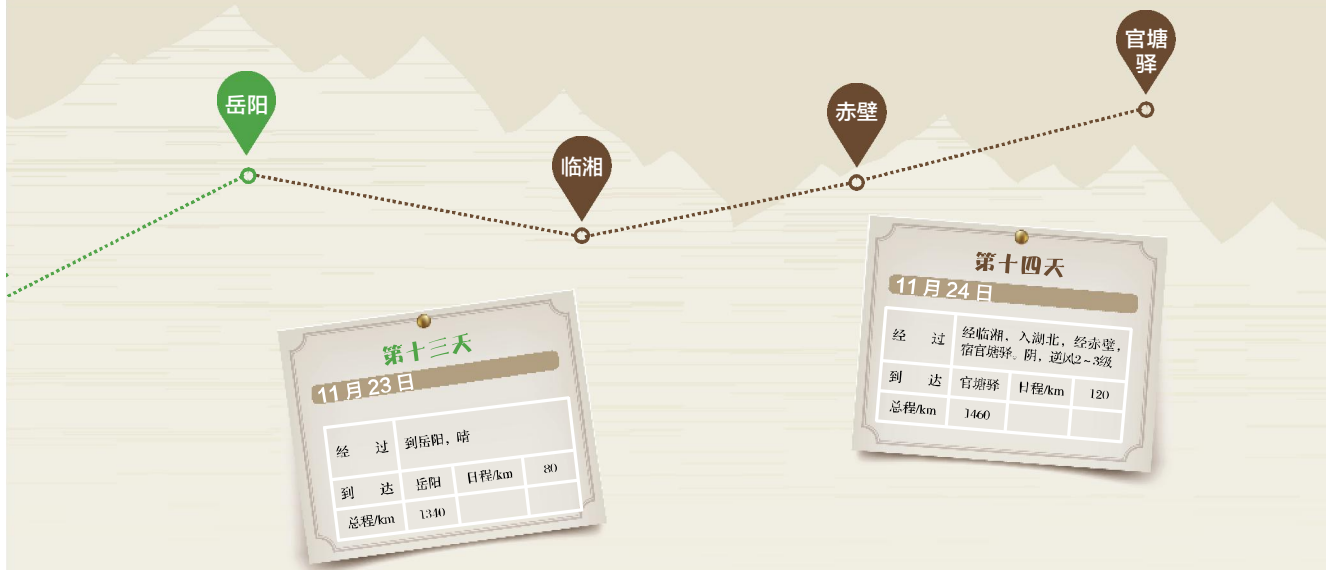 岳阳
临湘
赤壁
官塘
驿
第十三天
11月23日
经 过 到岳阳，晴
到 达 岳阳 日程/km 80
总程/km 1340
第十四天
11月24日
经 过 经临湘、入湖北，经赤壁，
宿官塘驿。阴，逆风2~3级
到 达 官塘驿 日程/km 120
总程/km 1460